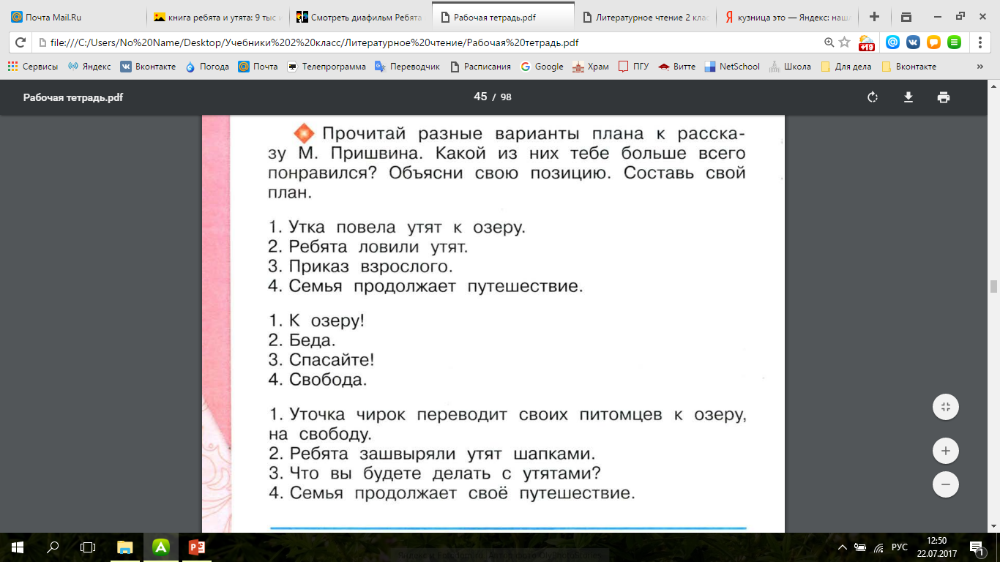 Почта Mail.Ru
книга ребята и утята: 9 тыс и
Смотреть диафильм Ребята
Рабочая тетрадь.pdf
Литературное чтение 2 кла
кузница это — Яндекс: наш
file:///C:/Users/No%20Name/Desktop/Учебники%202%20класс/Литературное%20чтение/Рабочая%20тетрадь.pdf
+19
Сервисы Яндекс Вконтакте Погода Почта Телепрограмма Переводчик Расписания Google Храм ПГУ Витте NetSchool Школа Для дела Вконтакте »
Рабочая тетрадь.pdf 45 / 98
Прочитай разные варианты плана к расска-
зу М. Пришвина. Какой из них тебе больше всего
понравился? Объясни свою позицию. Составь свой
план.
1. Утка повела утят к озеру.
2. Ребята ловили утят.
3. Приказ взрослого.
4. Семья продолжает путешествие.
1. К озеру!
2. Беда.
3. Спасайте!
4. Свобода.
1. Уточка чирок переводит своих питомцев к озеру,
на свободу.
2. Ребята зашвыряли утят шапками.
3. Что вы будете делать с утятами?
4. Семья продолжает своё путешествие.
РУС
12:50
22.07.2017
1